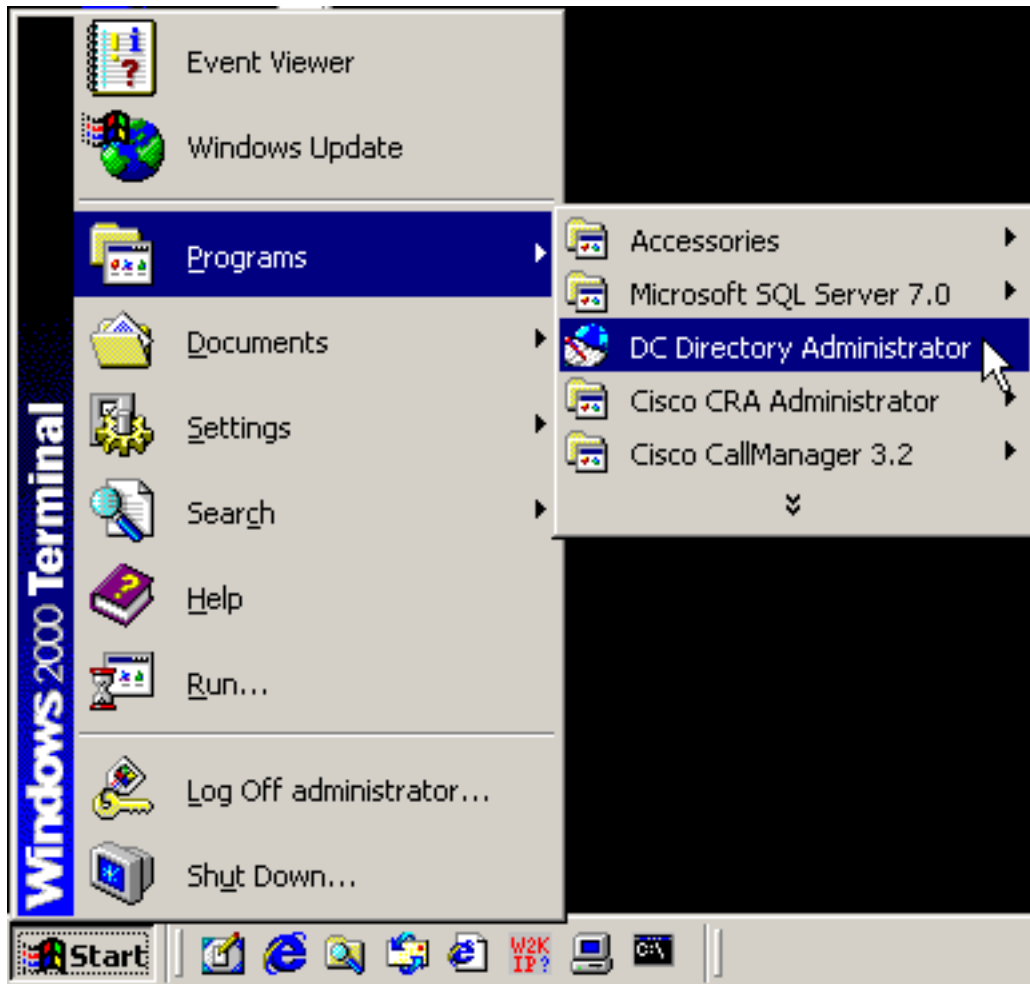 Event Viewer
Windows Update
Programs
Documents
Settings
Search
Help
Run...
Log Off administrator...
Shut Down...
Windows 2000 Terminal
Accessories
Microsoft SQL Server 7.0
DC Directory Administrator
Cisco CRA Administrator
Cisco CallManager 3.2
Start
W2K
IP?
C:\